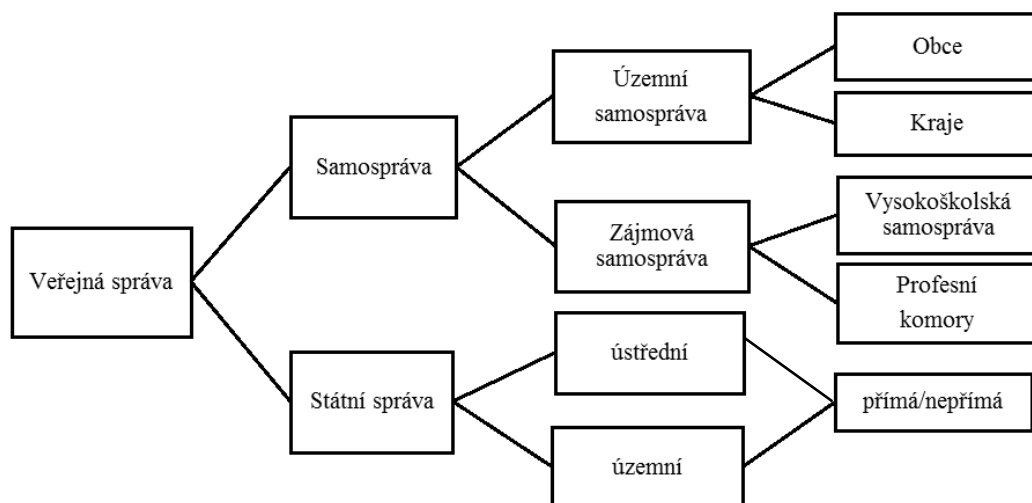 Veřejná správa
Samospráva
Státní správa
Územní
samospráva
Zájmová
samospráva
ústřední
územní
Obce
Kraje
Vysokoškolská
samospráva
Profesní
komory
přímá/nepřímá